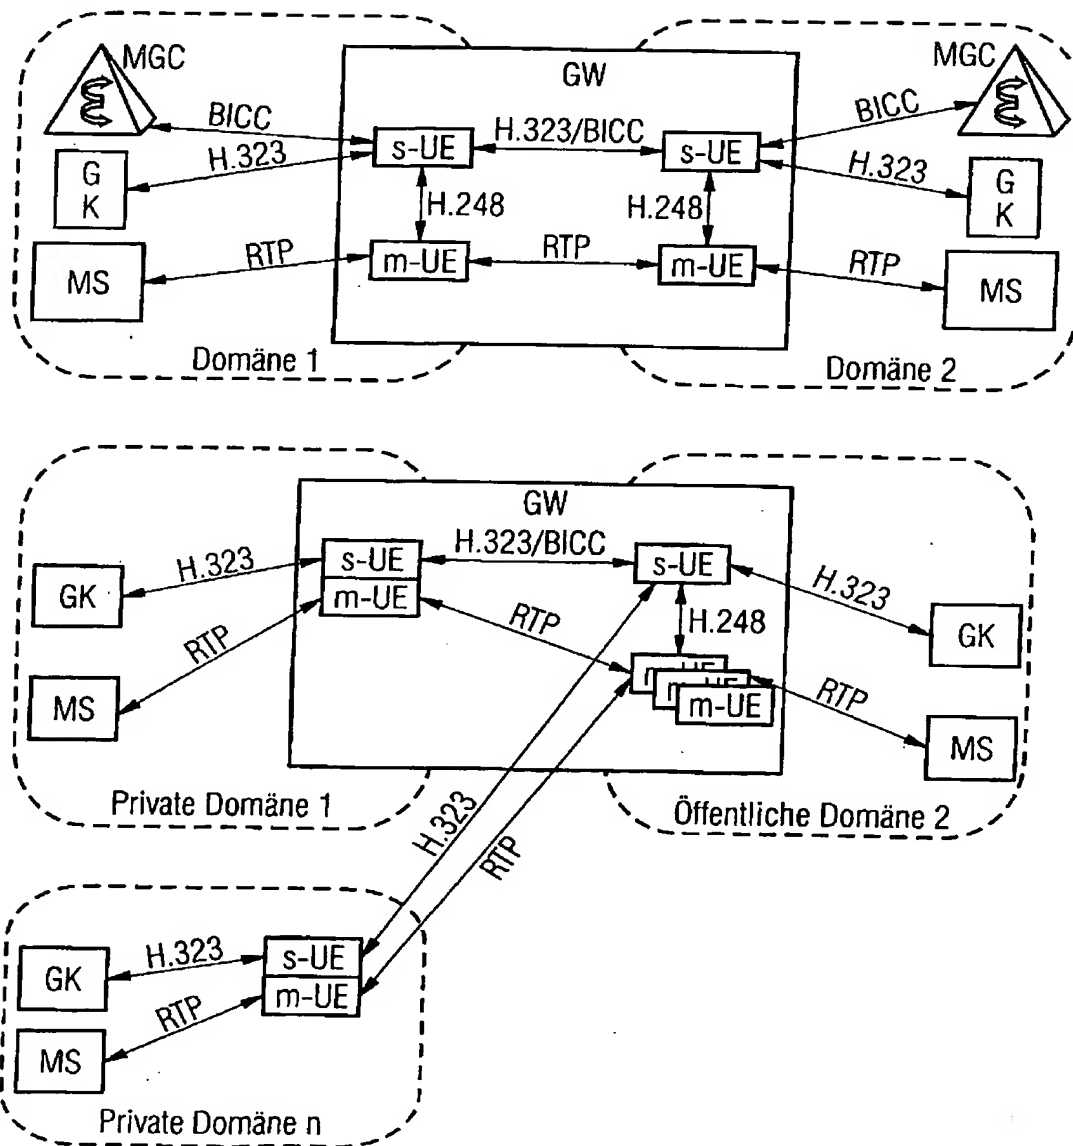 MGC
GW
MGC
BICC
H.323/BICC
BICC
s-UE
s-UE
H.323
H.323
G
K
G
K
H.248
H.248
RTP
RTP
RTP
m-UE
m-UE
MS
MS
Domäne 1
Domäne 2
GW
H.323/BICC
H.323
s-UE
s-UE
H.323
GK
m-UE
RTP
RTP
H.248
GK
m-UE
RTP
MS
m-UE
MS
Private Domäne 1
H.323
RTP
Öffentliche Domäne 2
H.323
s-UE
GK
m-UE
RTP
MS
Private Domäne n